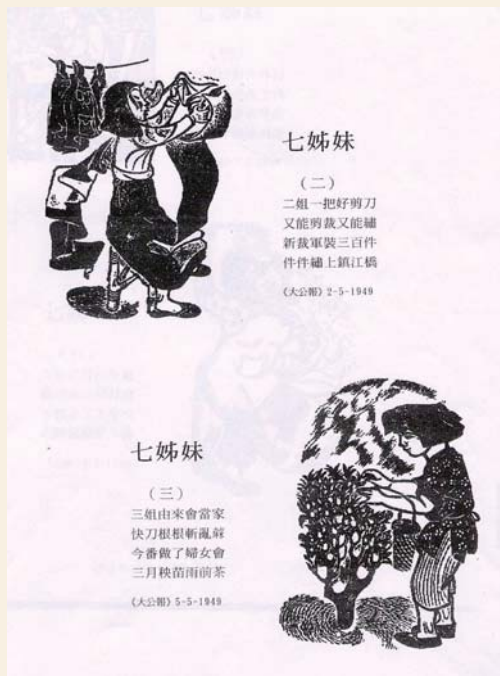 七姊妹
（二）
二姐一把好剪刀
又能剪裁又能繡
新裁軍裝三百件
件件繡上鎮江橋
《大公報》2-5-1949
七姊妹
（三）
三姐由來會當家
快刀根根斬亂蔴
今番做了婦女會
三月秧苗雨前茶
《大公報》5-5-1949